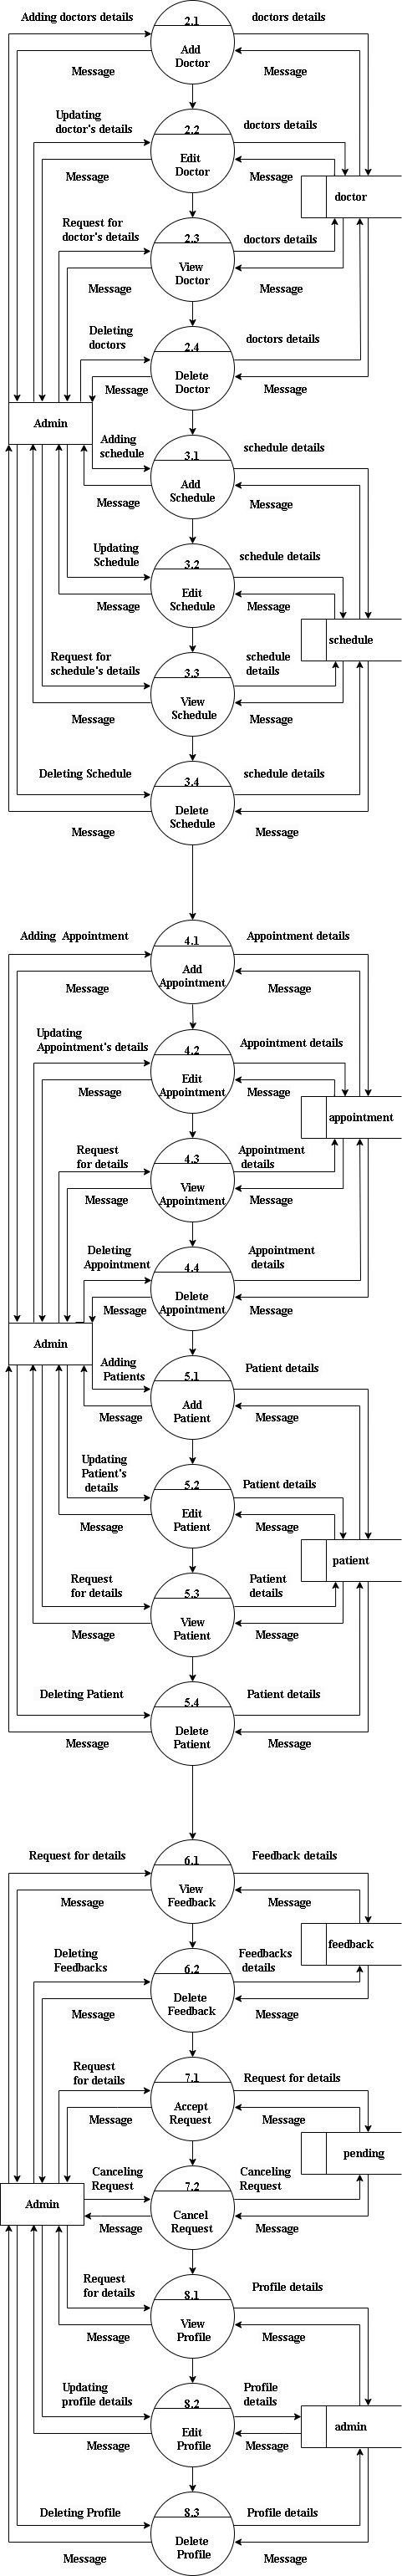 Adding doctors details
2.1
doctors details
Add
Doctor
Message
Message
Updating
doctor's details
2.2
doctors details
Edit
Doctor
Message
Message
doctor
Request for
doctor's details
2.3
doctors details
View
Doctor
Message
Message
Deleting
doctors
2.4
doctors details
Delete
Doctor
Message
Message
Admin
Adding
schedule
3.1
schedule details
Add
Schedule
Message
Message
Updating
Schedule
3.2
schedule details
Edit
Schedule
Message
Message
schedule
Request for
schedule's details
3.3
schedule
details
View
Schedule
Message
Message
Deleting Schedule
3.4
schedule details
Delete
Schedule
Message
Message
Adding Appointment
4.1
Appointment details
Add
Appointment
Message
Message
Updating
Appointment's details
4.2
Appointment details
Edit
Appointment
Message
Message
appointment
Request
for details
4.3
Appointment
details
View
Appointment
Message
Message
Deleting
Appointment
4.4
Appointment
details
Delete
Appointment
Message
Message
Admin
Adding
Patients
5.1
Patient details
Add
Patient
Message
Message
Updating
Patient's
details
5.2
Patient details
Edit
Patient
Message
Message
patient
Request
for details
5.3
Patient
details
View
Patient
Message
Message
Deleting Patient
5.4
Patient details
Delete
Patient
Message
Message
Request for details
6.1
Feedback details
View
Feedback
Message
Message
feedback
Deleting
Feedbacks
6.2
Feedbacks
details
Delete
Feedback
Message
Message
Request
for details
7.1
Request for details
Accept
Request
Message
Message
pending
Canceling
Request
7.2
Canceling
Request
Cancel
Request
Message
Message
Admin
Request
for details
8.1
Profile details
View
Profile
Message
Message
Updating
profile details
8.2
Profile
details
Edit
Profile
Message
Message
admin
Deleting Profile
8.3
Profile details
Delete
Profile
Message
Message